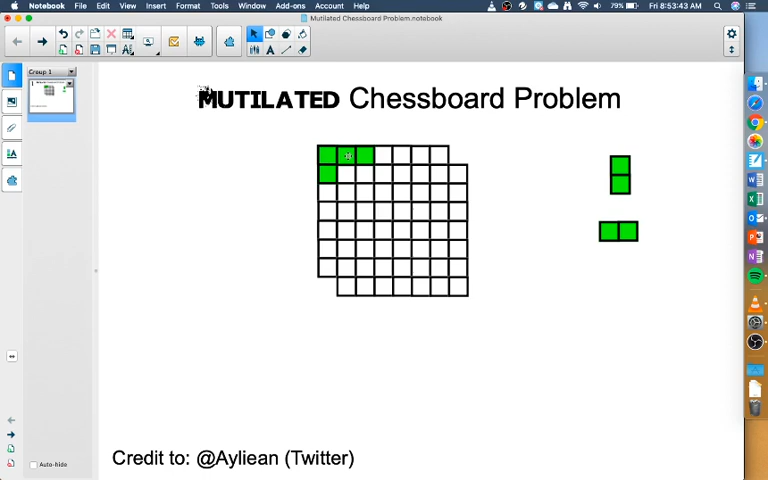 Notebook File Edit View Insert Format Tools Window Add-ons Account Help 79% Fri 8:53:43 AM
Mutilated Chessboard Problem.notebook
Group 1
MUTILATED Chessboard Problem
Credit to: @Ayliean (Twitter)
Auto-hide